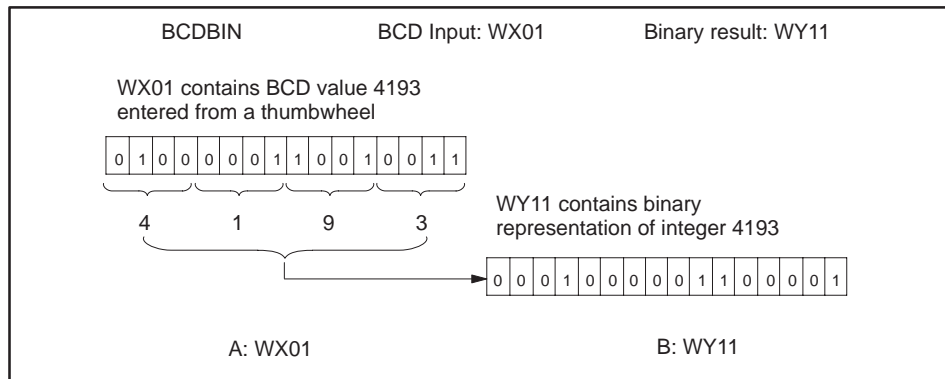 BCDBIN BCD Input: WX01 Binary result: WY11
WX01 contains BCD value 4193
entered from a thumbwheel
0 1 0 0 0 0 0 1 1 0 0 1 0 0 1 1
4 1 9 3
WY11 contains binary
representation of integer 4193
0 0 0 1 0 0 0 0 0 1 1 0 0 0 0 1
A: WX01 B: WY11